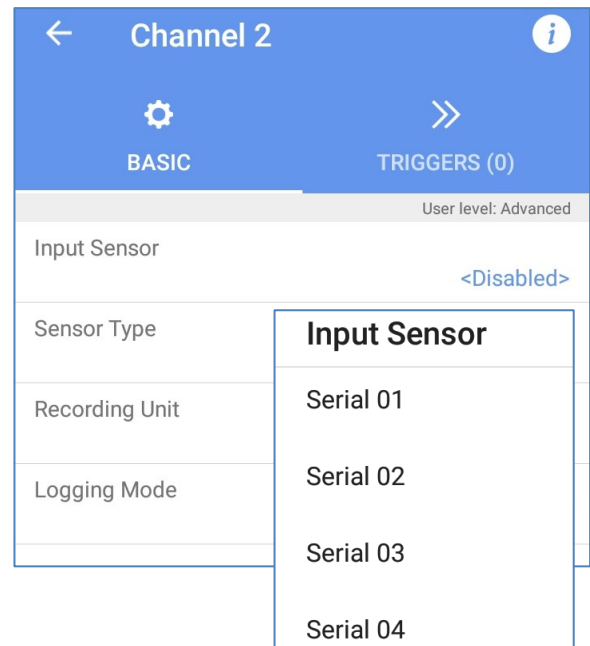 Channel 2
BASIC
TRIGGERS (0)
User level: Advanced
Input Sensor
<Disabled>
Sensor Type
Recording Unit
Logging Mode
Input Sensor
Serial 01
Serial 02
Serial 03
Serial 04